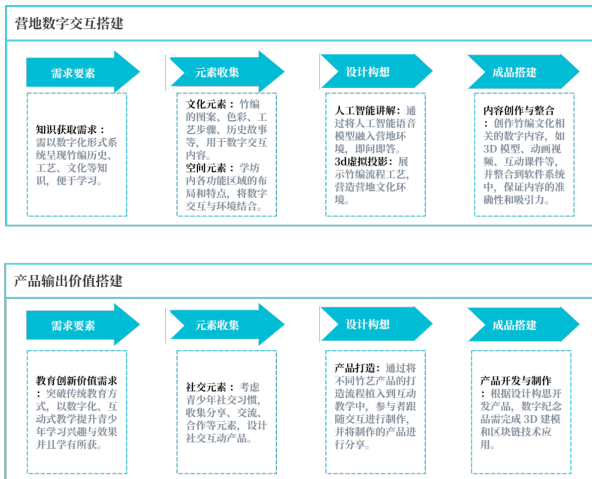 营地数字交互搭建
需求要素
元素收集
设计构想
成品搭建
知识获取需求：
需以数字化形式系
统呈现竹编历史、
工艺、文化等知
识，便于学习。
文化元素： 竹编
的图案、色彩、工
艺步骤、历史故事
等，用于数字交互
内容。
空间元素： 学坊
内各功能区域的布
局和特点，将数字
交互与环境结合。
人工智能讲解：通
过将人工智能语音
模型融入营地环
境，即问即答。
3d虚拟投影： 展
示竹编流程工艺，
营造营地文化环
境。
内容创作与整合
：创作竹编文化相
关的数字内容，如
3D 模型、动画视
频、互动课件等，
并整合到软件系统
中，保证内容的准
确性和吸引力。
产品输出价值搭建
需求要素
元素收集
设计构想
成品搭建
教育创新价值需求
：突破传统教育方
式，以数字化、互
动式教学提升青少
年学习兴趣与效果
并且学有所获。
社交元素： 考虑
青少年社交习惯，
收集分享、交流、
合作等元素，设计
社交互动产品。
产品打造：通过将
不同竹艺产品的打
造流程植入到互动
教学中，参与者跟
随交互进行制作，
并将制作的产品进
行分享。
产品开发与制作
：根据设计构思开
发产品，数字纪念
品需完成 3D 建模
和区块链技术应
用。